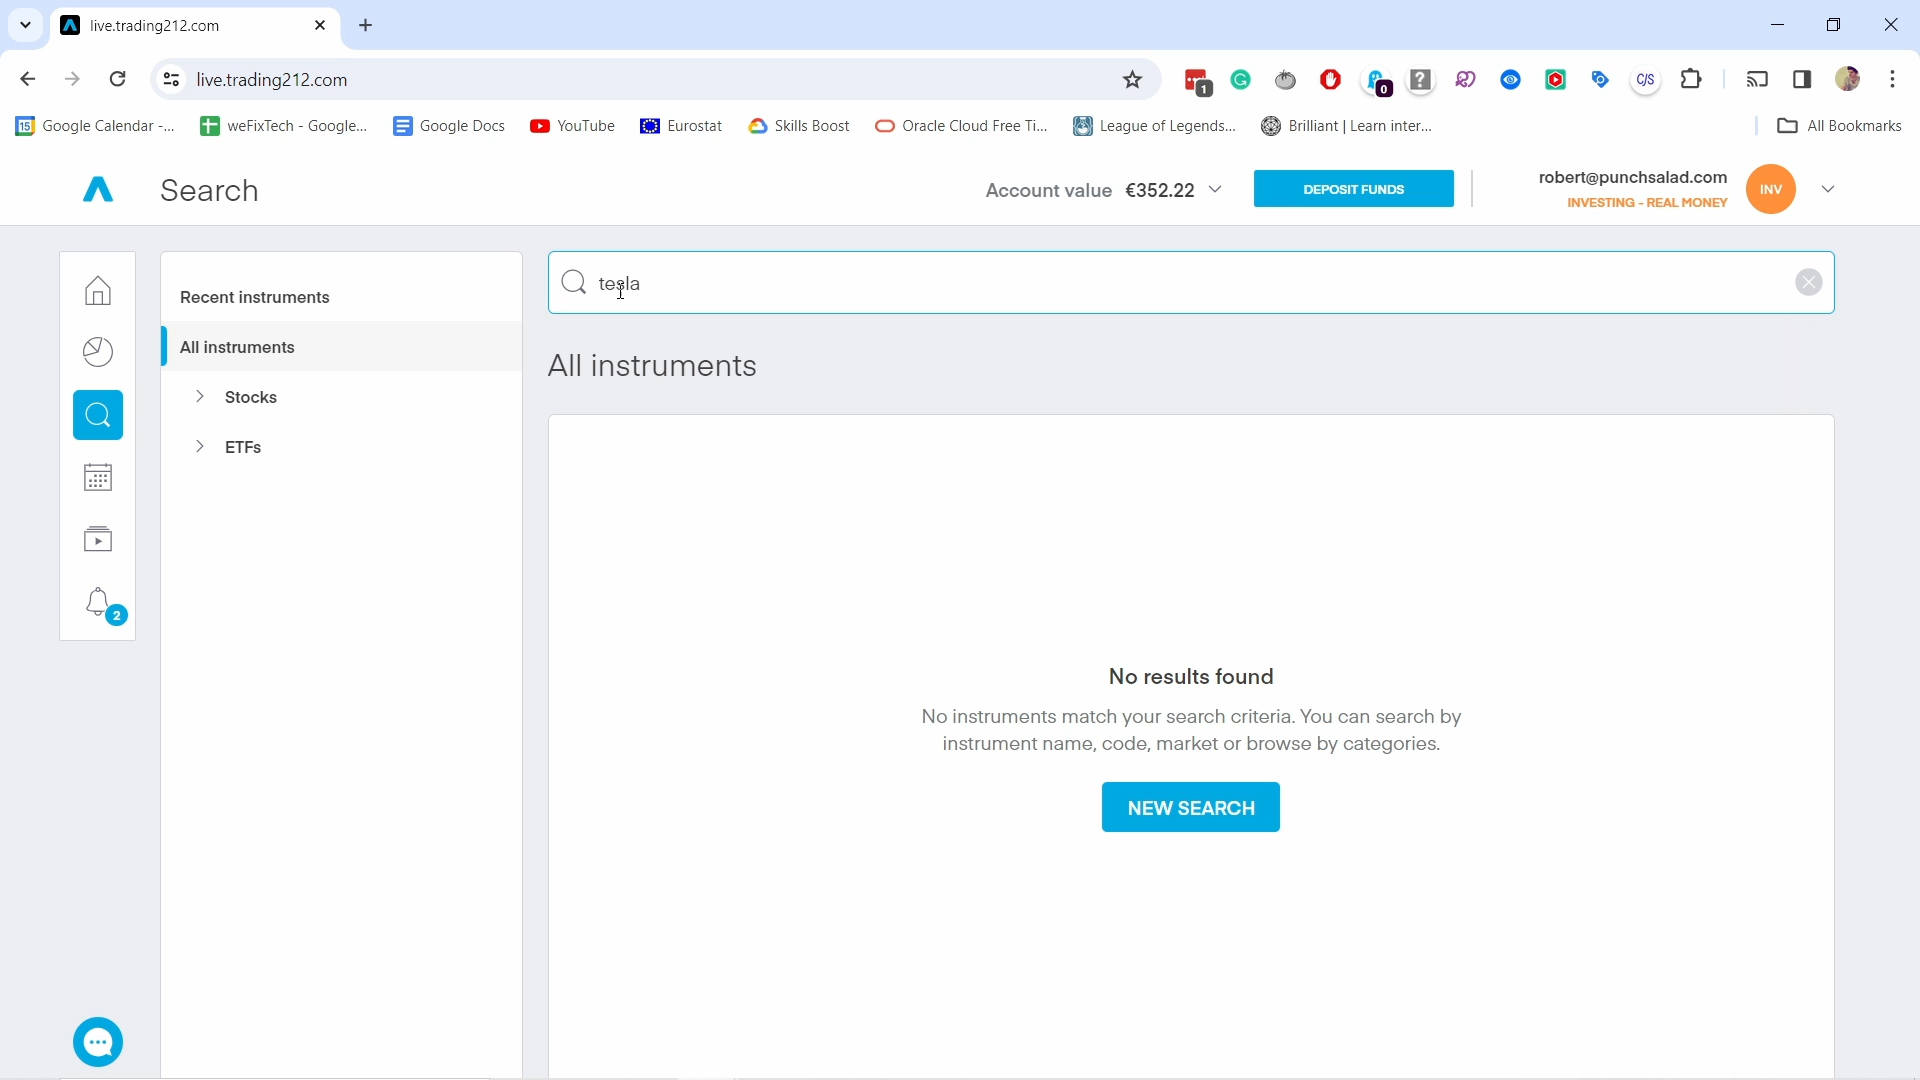 live.trading212.com
live.trading212.com
1
0
?
C/S
15 Google Calendar -...
weFixTech - Google...
Google Docs
YouTube
Eurostat
Skills Boost
Oracle Cloud Free Ti...
League of Legends...
Brilliant | Learn inter...
All Bookmarks
Search
Account value €352.22
DEPOSIT FUNDS
robert@punchsalad.com
INVESTING - REAL MONEY
INV
Recent instruments
All instruments
Stocks
ETFs
2
tesla
All instruments
No results found
No instruments match your search criteria. You can search by
instrument name, code, market or browse by categories.
NEW SEARCH